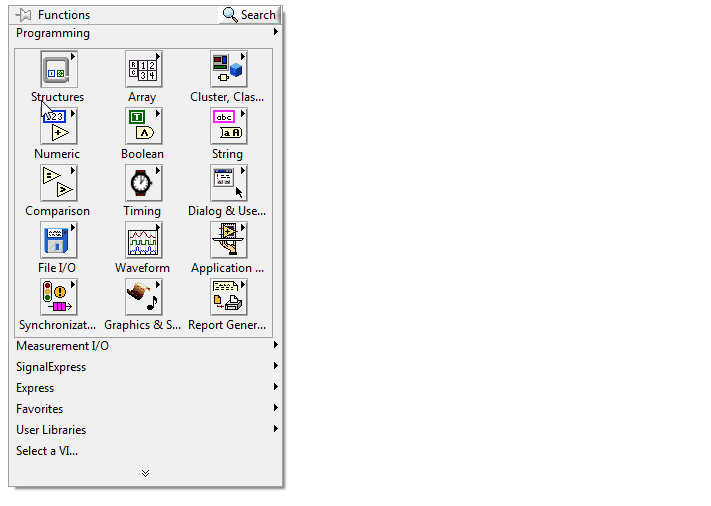 Functions Search
Programming
Structures Array Cluster, Clas...
Numeric Boolean String
Comparison Timing Dialog & Use...
File I/O Waveform Application ...
Synchronizat... Graphics & S... Report Gener...
Measurement I/O
SignalExpress
Express
Favorites
User Libraries
Select a VI...